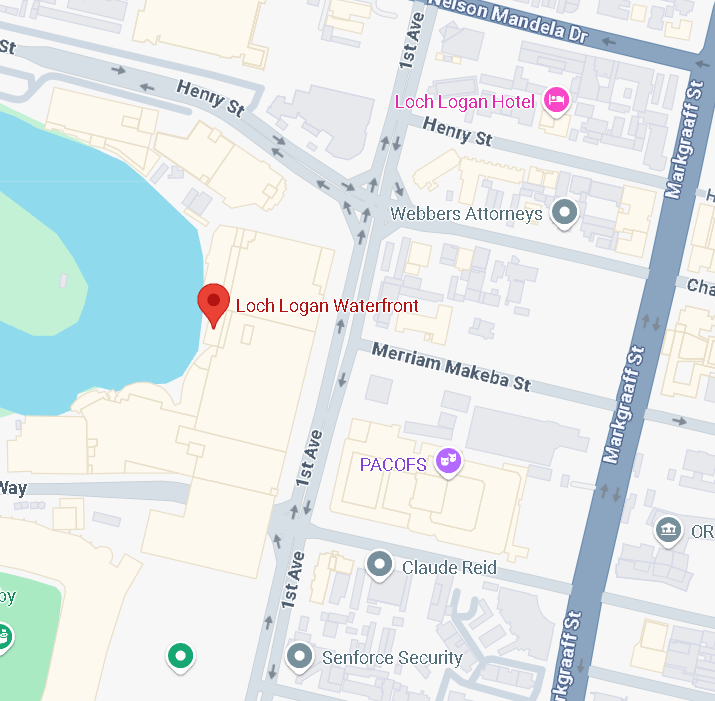 Nelson Mandela Dr
1st Ave
St
Henry St
Loch Logan Hotel
Henry St
Markgraaff St
Webbers Attorneys
Loch Logan Waterfront
Merriam Makeba St
Markgraaff St
1st Ave
PACOFS
Way
Claude Reid
1st Ave
Senforce Security